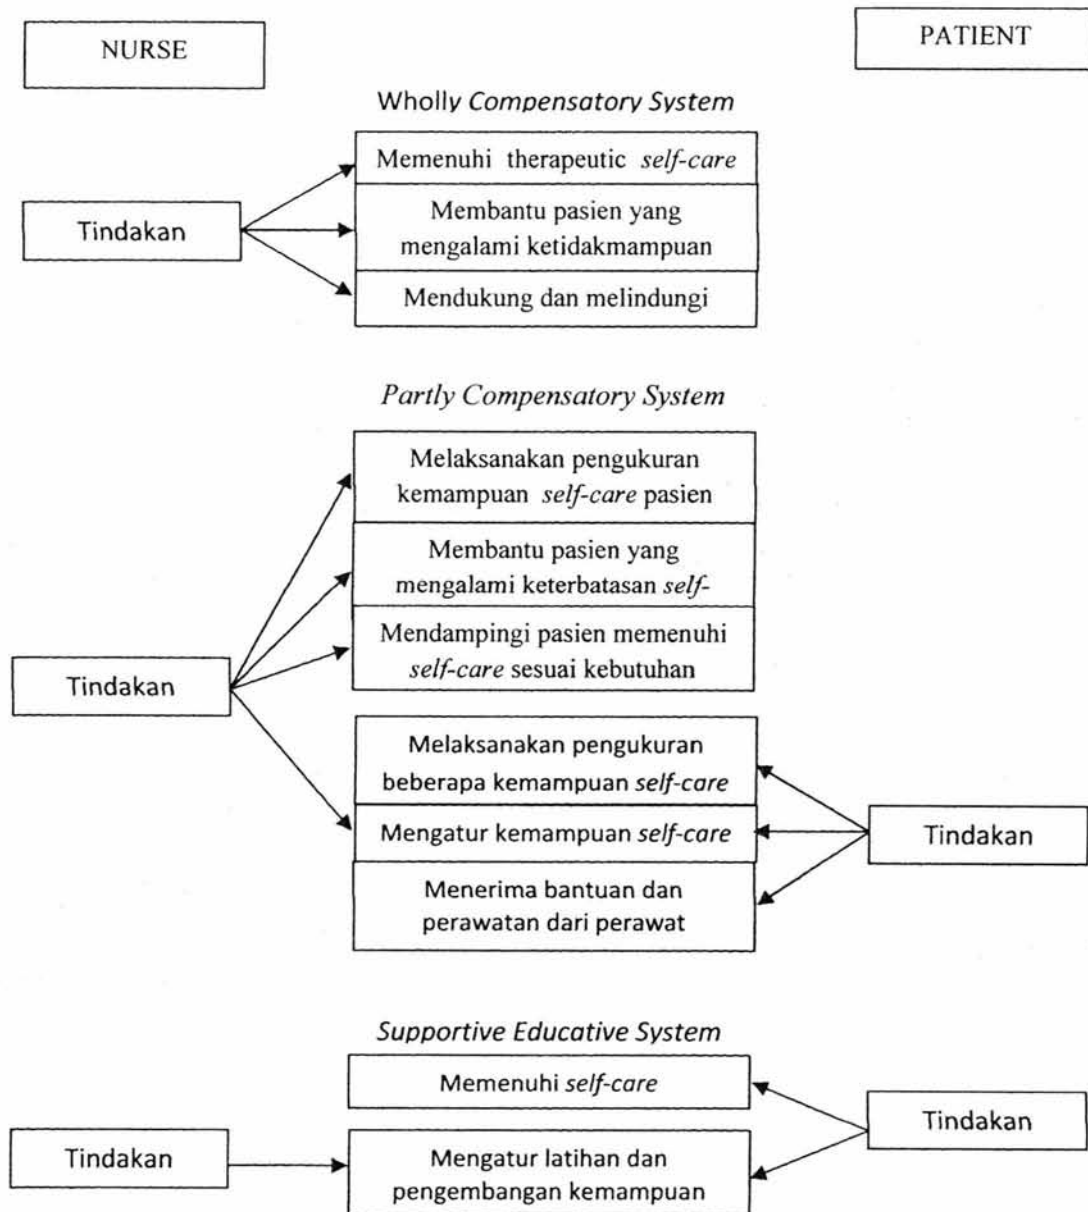 NURSE
PATIENT
Wholly Compensatory System
Memenuhi therapeutic self-care
Tindakan
Membantu pasien yang
mengalami ketidakmampuan
Mendukung dan melindungi
Partly Compensatory System
Melaksanakan pengukuran
kemampuan self-care pasien
Membantu pasien yang
mengalami keterbatasan self-
Mendampingi pasien memenuhi
self-care sesuai kebutuhan
Tindakan
Melaksanakan pengukuran
beberapa kemampuan self-care
Mengatur kemampuan self-care
Tindakan
Menerima bantuan dan
perawatan dari perawat
Supportive Educative System
Memenuhi self-care
Tindakan
Tindakan
Mengatur latihan dan
pengembangan kemampuan